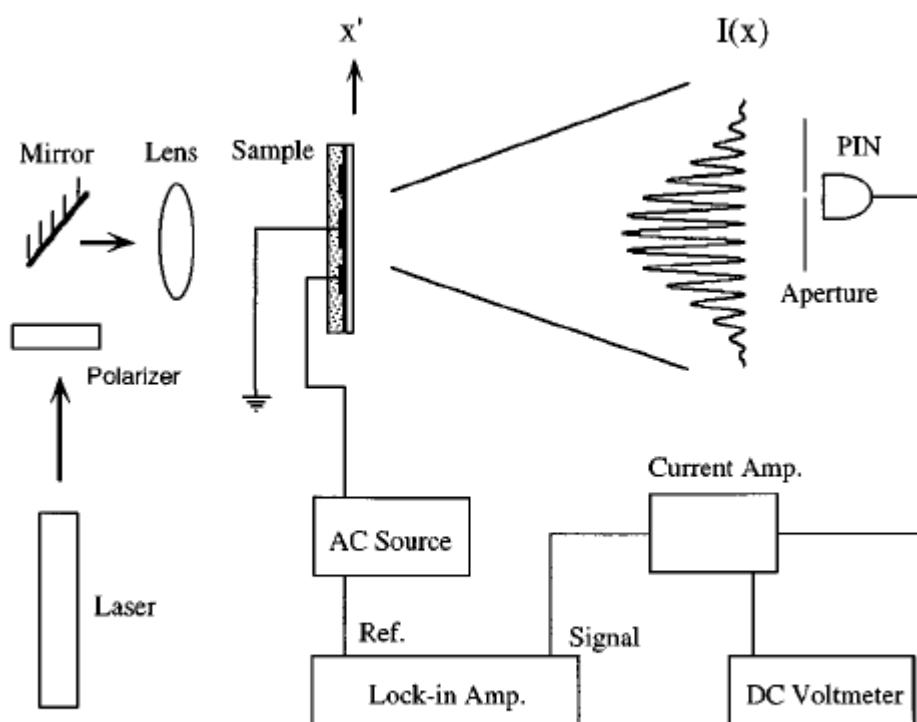 x'
I(x)
Mirror
Lens
Sample
PIN
Aperture
Polarizer
Current Amp.
AC Source
Laser
Ref.
Signal
Lock-in Amp.
DC Voltmeter